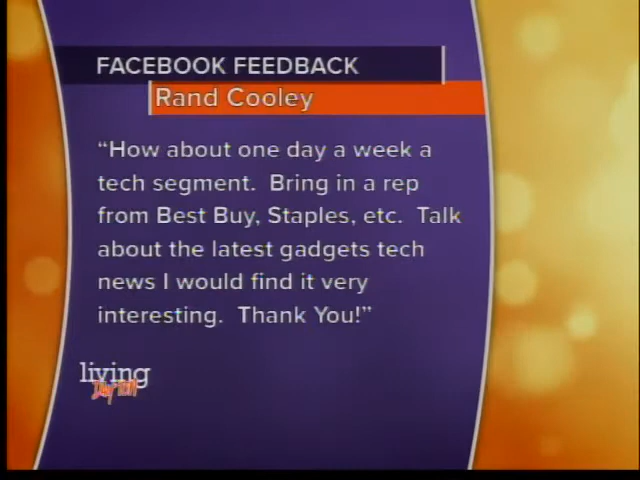 FACEBOOK FEEDBACK
Rand Cooley
“How about one day a week a
tech segment.  Bring in a rep
from Best Buy, Staples, etc.  Talk
about the latest gadgets tech
news I would find it very
interesting.  Thank You!”
living
DAYTON